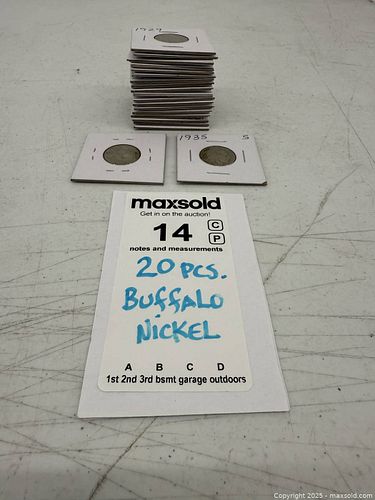 1929
1935 S
maxsold
Get in on the auction!
14 C
P
notes and measurements
20 PCS.
BUFFALO
NICKEL
A B C D
1st 2nd 3rd bsmt garage outdoors
Copyright 2025 - maxsold.com